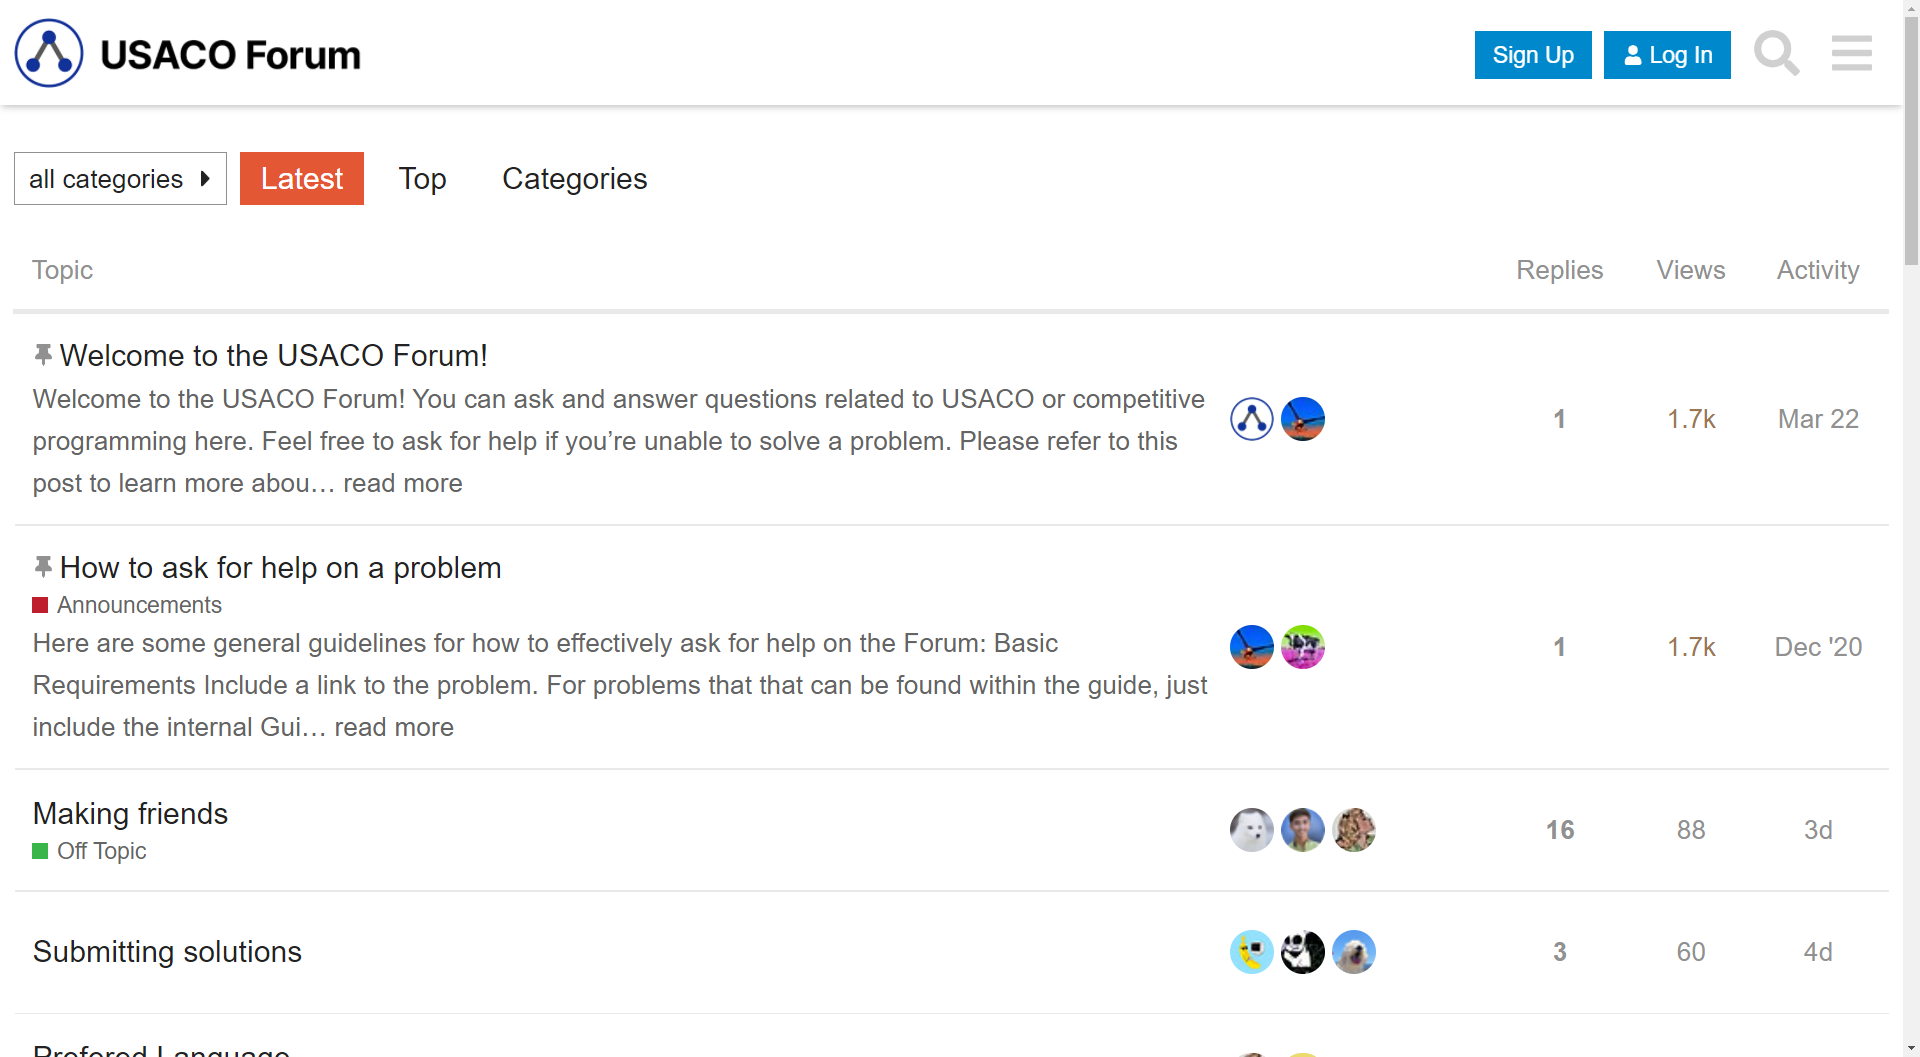 USACO Forum
Sign Up
Log In
all categories
Latest
Top
Categories
Topic
Replies
Views
Activity
Welcome to the USACO Forum!
Welcome to the USACO Forum! You can ask and answer questions related to USACO or competitive
programming here. Feel free to ask for help if you’re unable to solve a problem. Please refer to this
post to learn more abou… read more
1
1.7k
Mar 22
How to ask for help on a problem
Announcements
Here are some general guidelines for how to effectively ask for help on the Forum: Basic
Requirements Include a link to the problem. For problems that that can be found within the guide, just
include the internal Gui… read more
1
1.7k
Dec '20
Making friends
Off Topic
16
88
3d
Submitting solutions
3
60
4d
Prefered Language